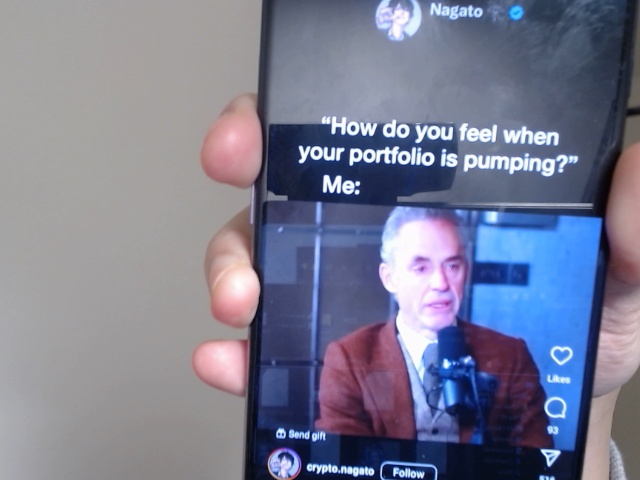 Nagato
“How do you feel when
your portfolio is pumping?”
Me:
Likes
93
Send gift
crypto.nagato
Follow